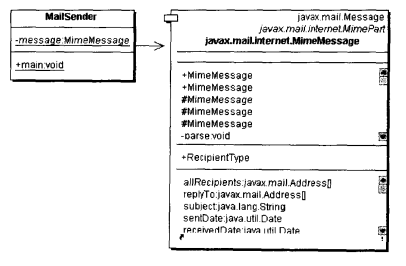 MailSender
-message:MimeMessage
+main:void
javax.mail.Message
javax.mail.internet.MimePart
javax.mail.internet.MimeMessage
+MimeMessage
+MimeMessage
#MimeMessage
#MimeMessage
#MimeMessage
-parse:void
+RecipientType
allRecipients:javax.mail.Address[]
replyTo:javax.mail.Address[]
subject:java.lang.String
sentDate:java.util.Date
receivedDate:java.util.Date